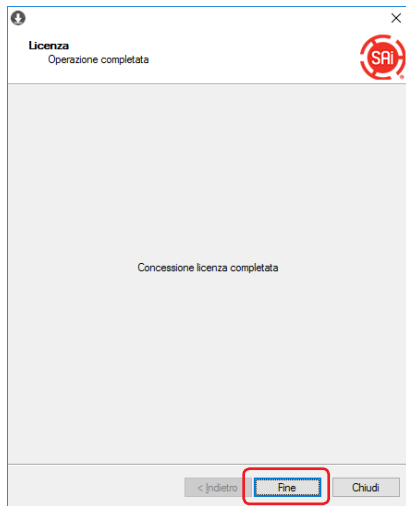 Licenza
Operazione completata
SAi
Concessione licenza completata
< Indietro
Fine
Chiudi